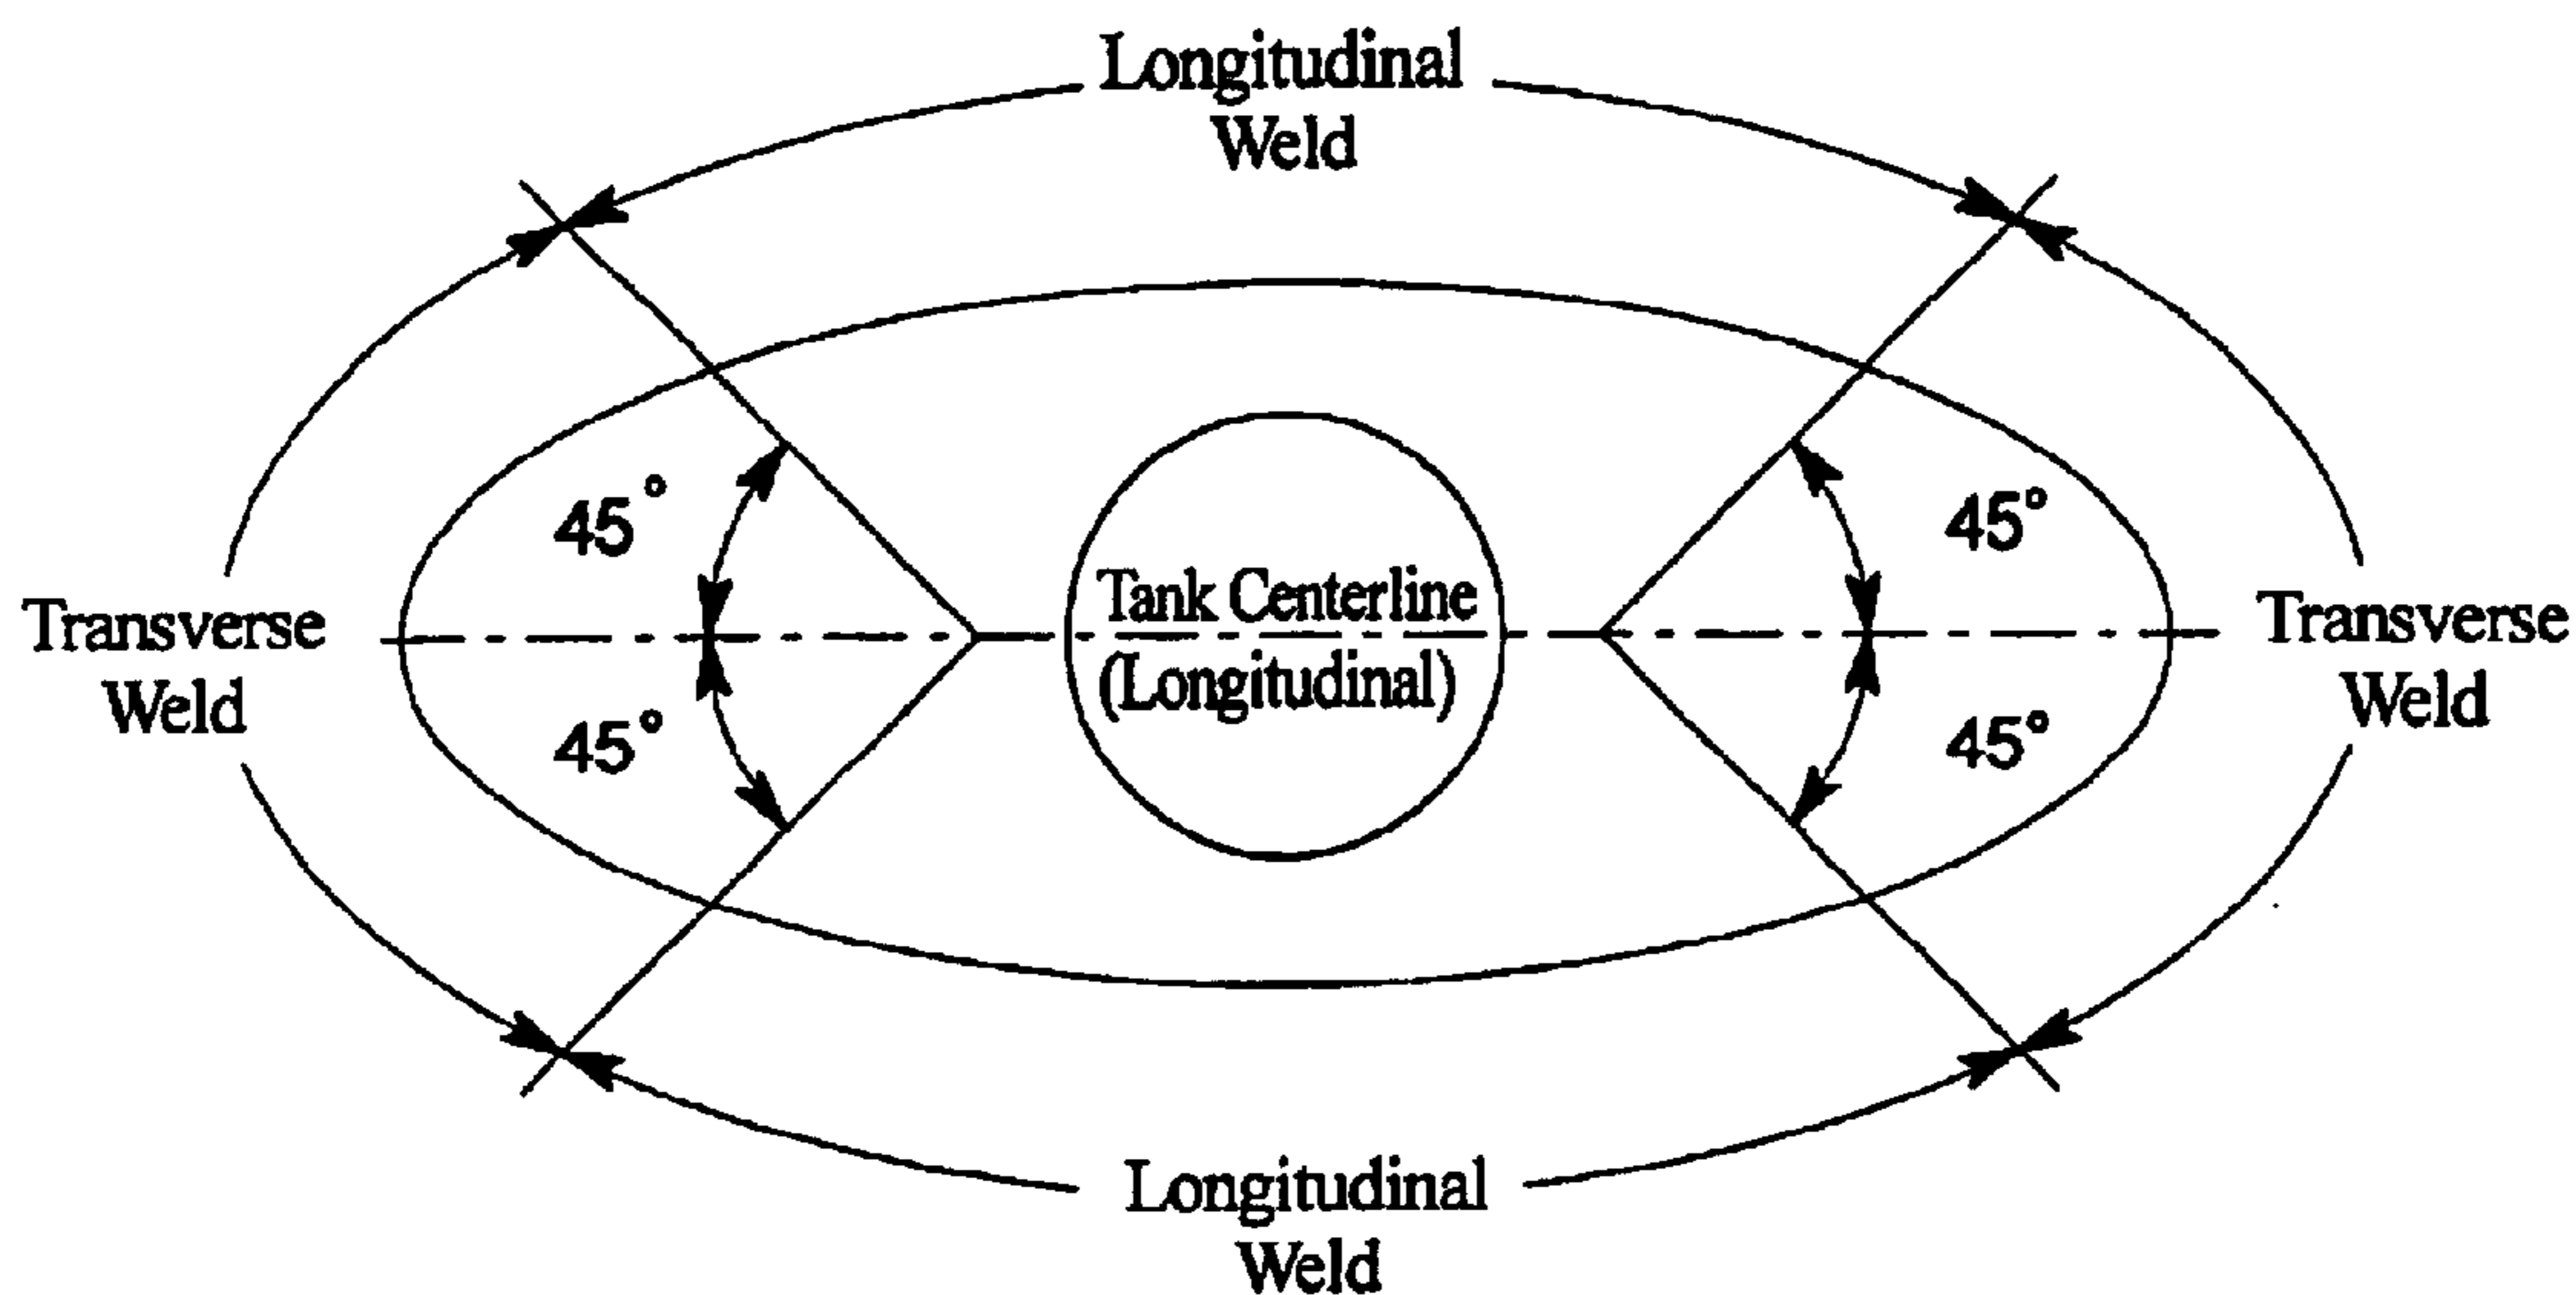 Longitudinal
Weld
45°
45°
Tank Centerline
(Longitudinal)
Transverse
Weld
Transverse
Weld
45°
45°
Longitudinal
Weld